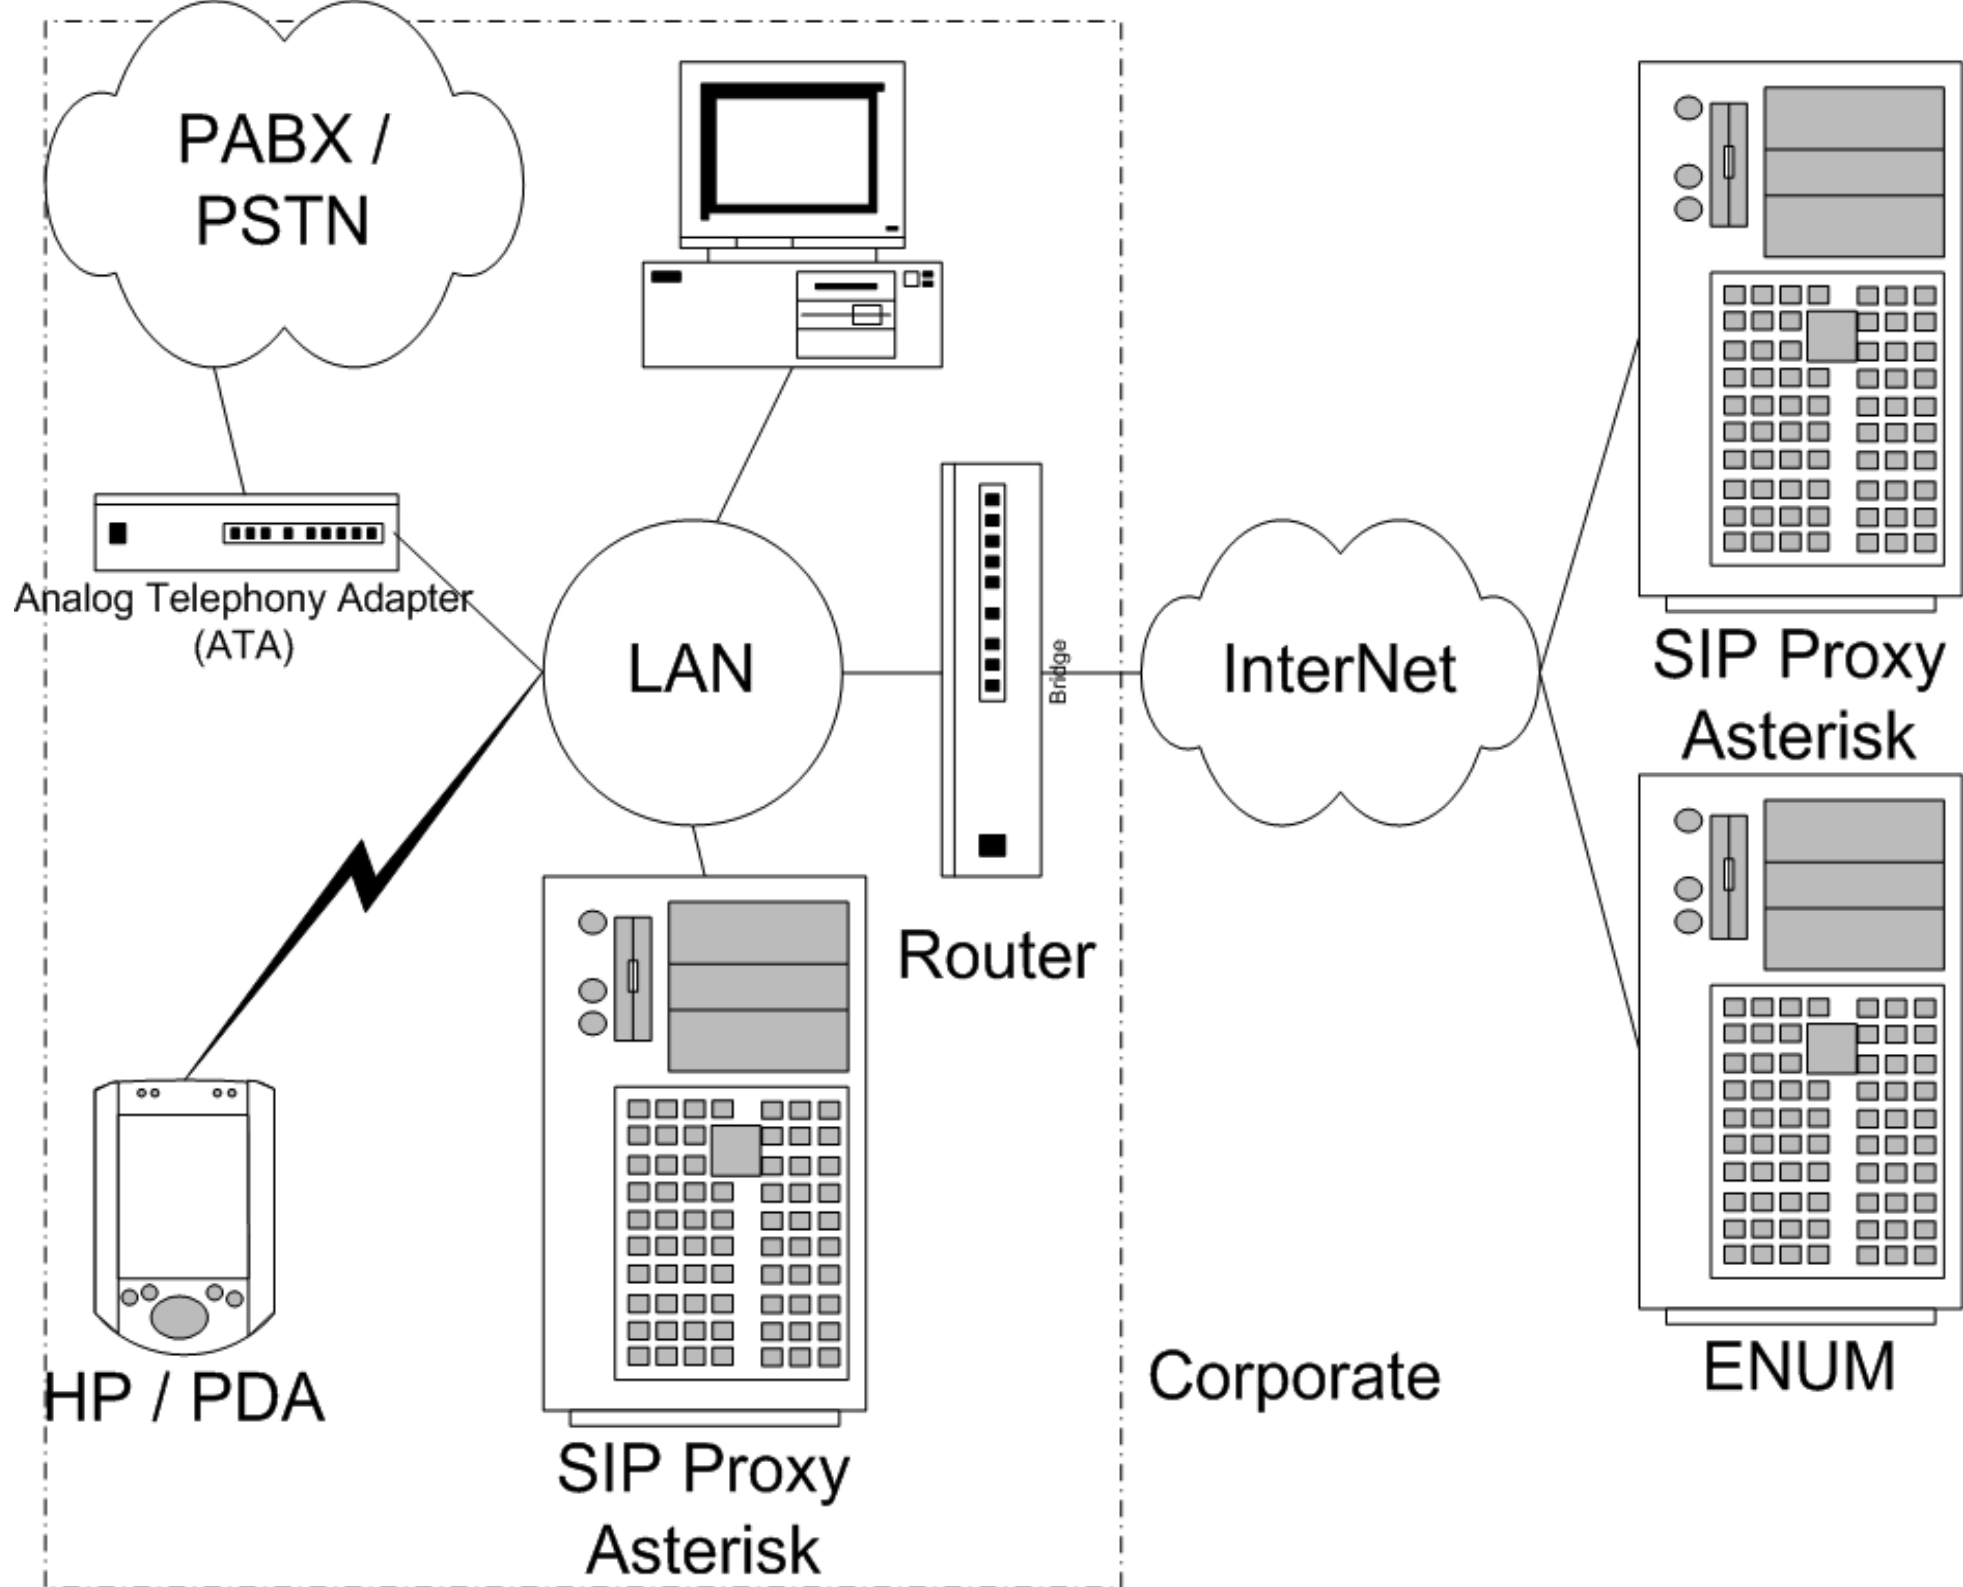 PABX /
PSTN
Analog Telephony Adapter
(ATA)
LAN
Bridge
InterNet
SIP Proxy
Asterisk
Router
HP / PDA
SIP Proxy
Asterisk
Corporate
ENUM